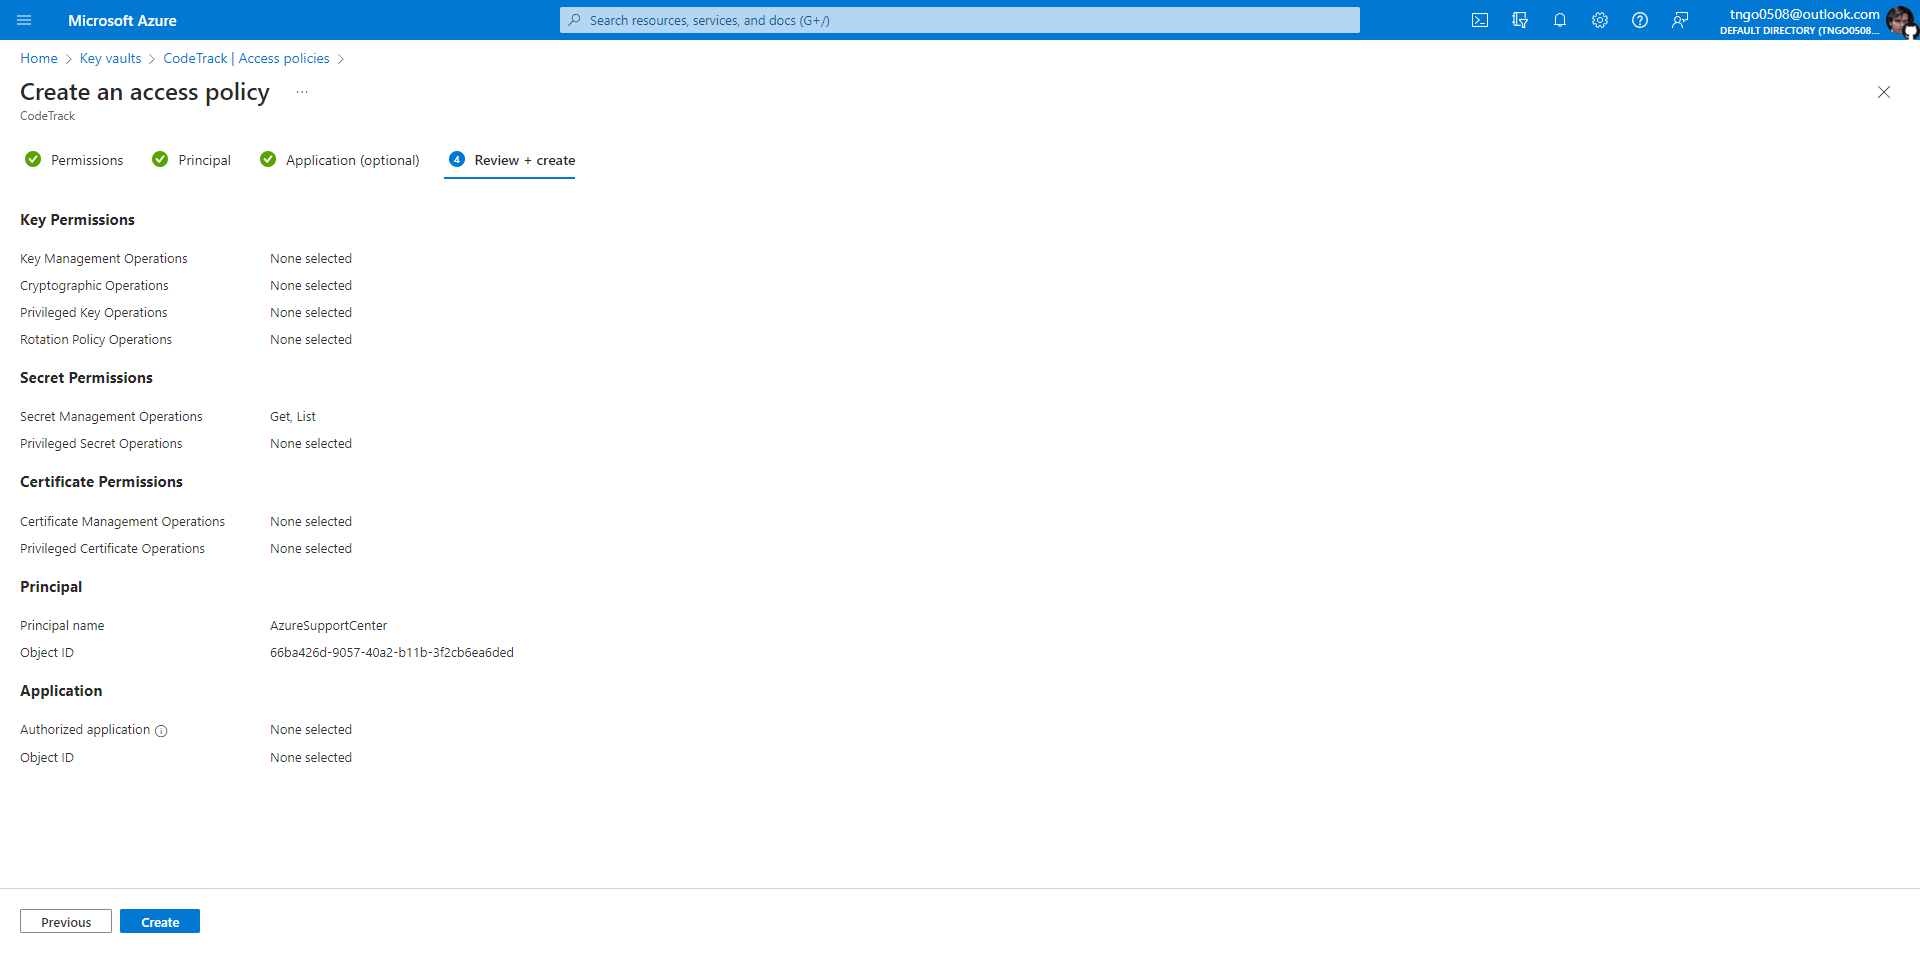 Microsoft Azure
Search resources, services, and docs (G+/)
tngo0508@outlook.com
DEFAULT DIRECTORY (TNGO0508...
Home > Key vaults > CodeTrack | Access policies >
Create an access policy ...
CodeTrack
Permissions
Principal
Application (optional)
4 Review + create
Key Permissions
Key Management Operations None selected
Cryptographic Operations None selected
Privileged Key Operations None selected
Rotation Policy Operations None selected
Secret Permissions
Secret Management Operations Get, List
Privileged Secret Operations None selected
Certificate Permissions
Certificate Management Operations None selected
Privileged Certificate Operations None selected
Principal
Principal name AzureSupportCenter
Object ID 66ba426d-9057-40a2-b11b-3f2cb6ea6ded
Application
Authorized application None selected
Object ID None selected
Previous
Create